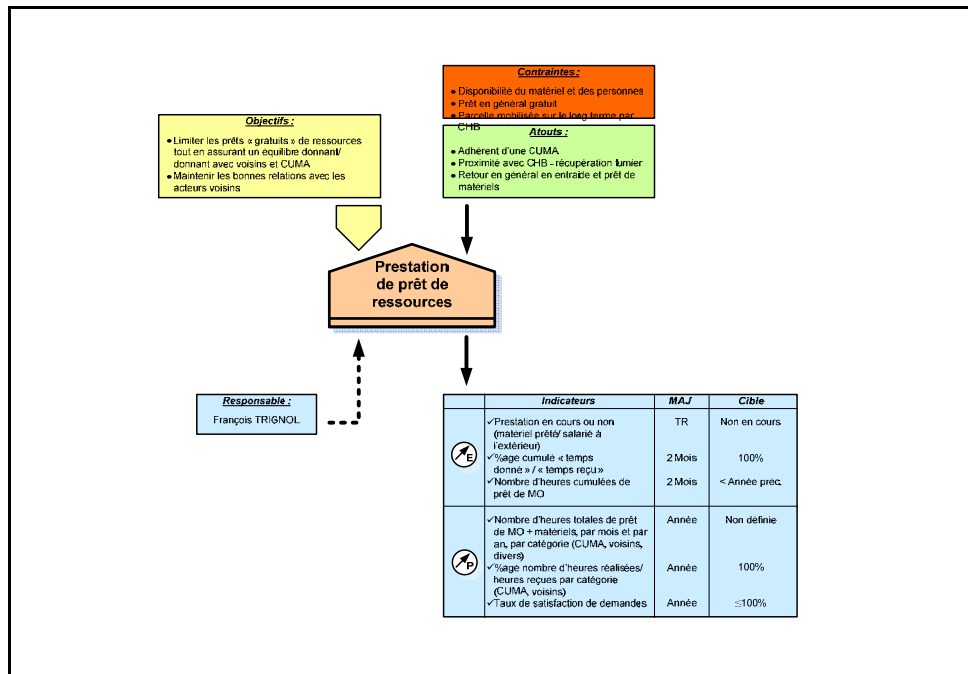 Contraintes :
• Disponibilité du matériel et des personnes
• Prêt en général gratuit
• Parcelle mobilisée sur le long terme par
CHB
Objectifs :
• Limiter les prêts « gratuits » de ressources
tout en assurant un équilibre donnant/
donnant avec voisins et CUMA
• Maintenir les bonnes relations avec les
acteurs voisins
Atouts :
• Adhérent d'une CUMA
• Proximité avec CHB – récupération fumier
• Retour en général en entraide et prêt de
matériels
Prestation
de prêt de
ressources
Responsable :
François TRIGNOL
Indicateurs MAJ Cible
E
✓Prestation en cours ou non TR Non en cours
(matériel prêté/ salarié à
l'extérieur)
✓%age cumulé « temps 2 Mois 100%
donné » / « temps reçu »
✓Nombre d'heures cumulées de 2 Mois < Année préc.
prêt de MO
P
✓Nombre d'heures totales de prêt Année Non définie
de MO + matériels, par mois et par
an, par catégorie (CUMA, voisins,
divers)
✓%age nombre d'heures réalisées/ Année 100%
heures reçues par catégorie
(CUMA, voisins)
✓Taux de satisfaction de demandes Année ≤100%